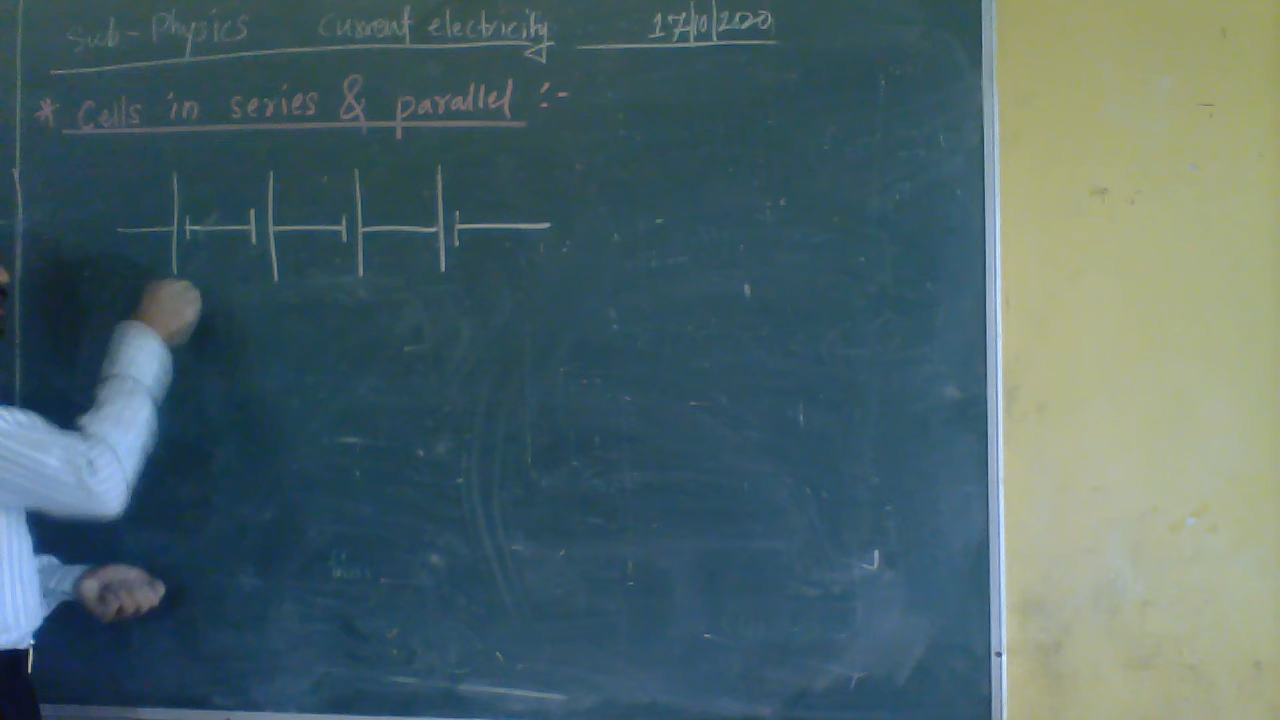 Sub-Physics Current electricity 17/10/2020
* Cells in series & parallel :-